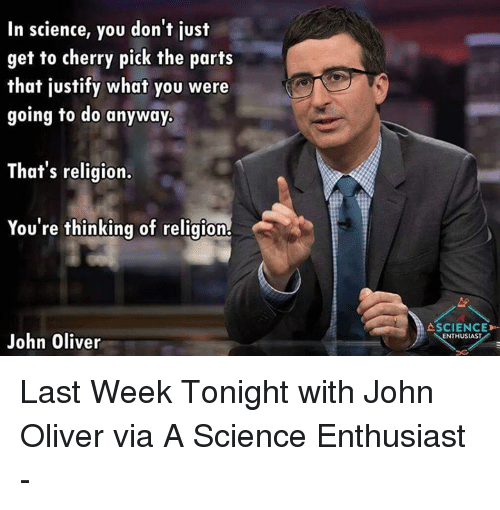 In science, you don't just
get to cherry pick the parts
that justify what you were
going to do anyway.
That's religion.
You're thinking of religion.
John Oliver
A SCIENCE
ENTHUSIAST
Last Week Tonight with John
Oliver via A Science Enthusiast
-